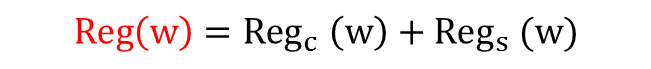 Reg(w) = Reg_c (w) + Reg_s (w)